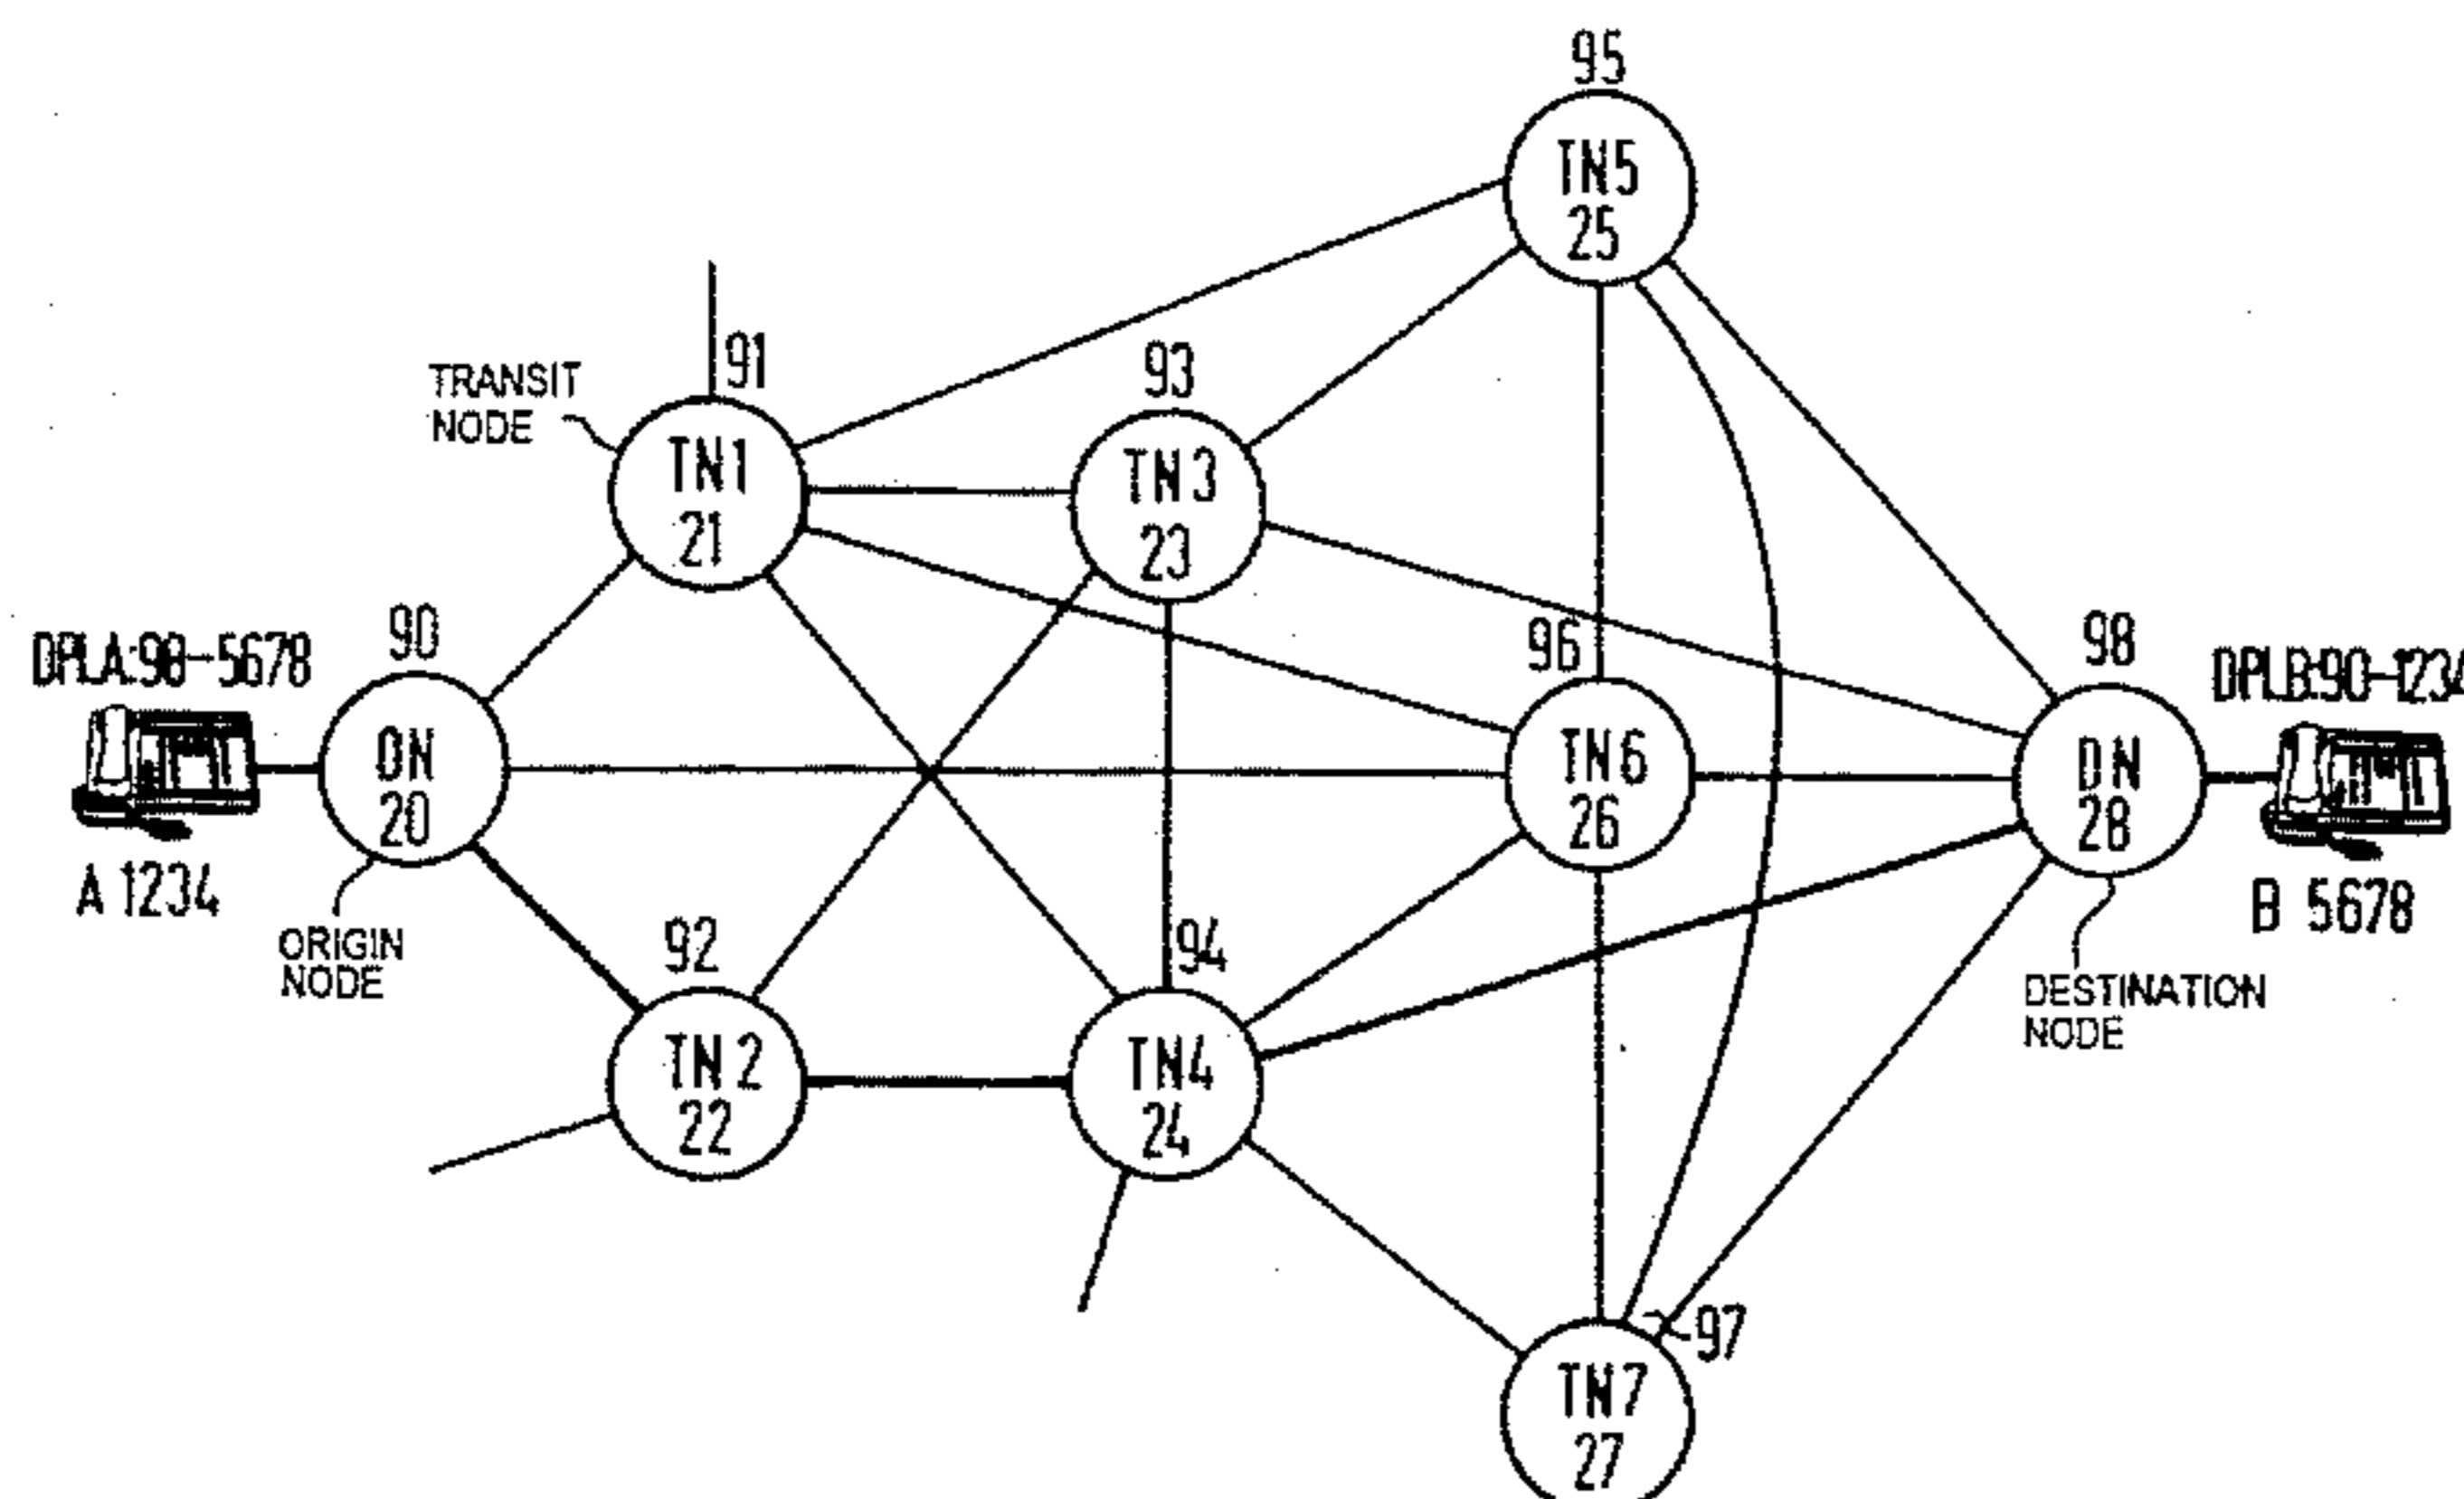 95
TN5
25
91
TRANSIT
NODE
93
TN1
21
TN3
23
90
DPLA:98-5678
96
98
DPLB:90-1234
ON
20
TN6
26
DN
28
A 1234
B 5678
ORIGIN
NODE
92
94
DESTINATION
NODE
TN2
22
TN4
24
97
TN7
27